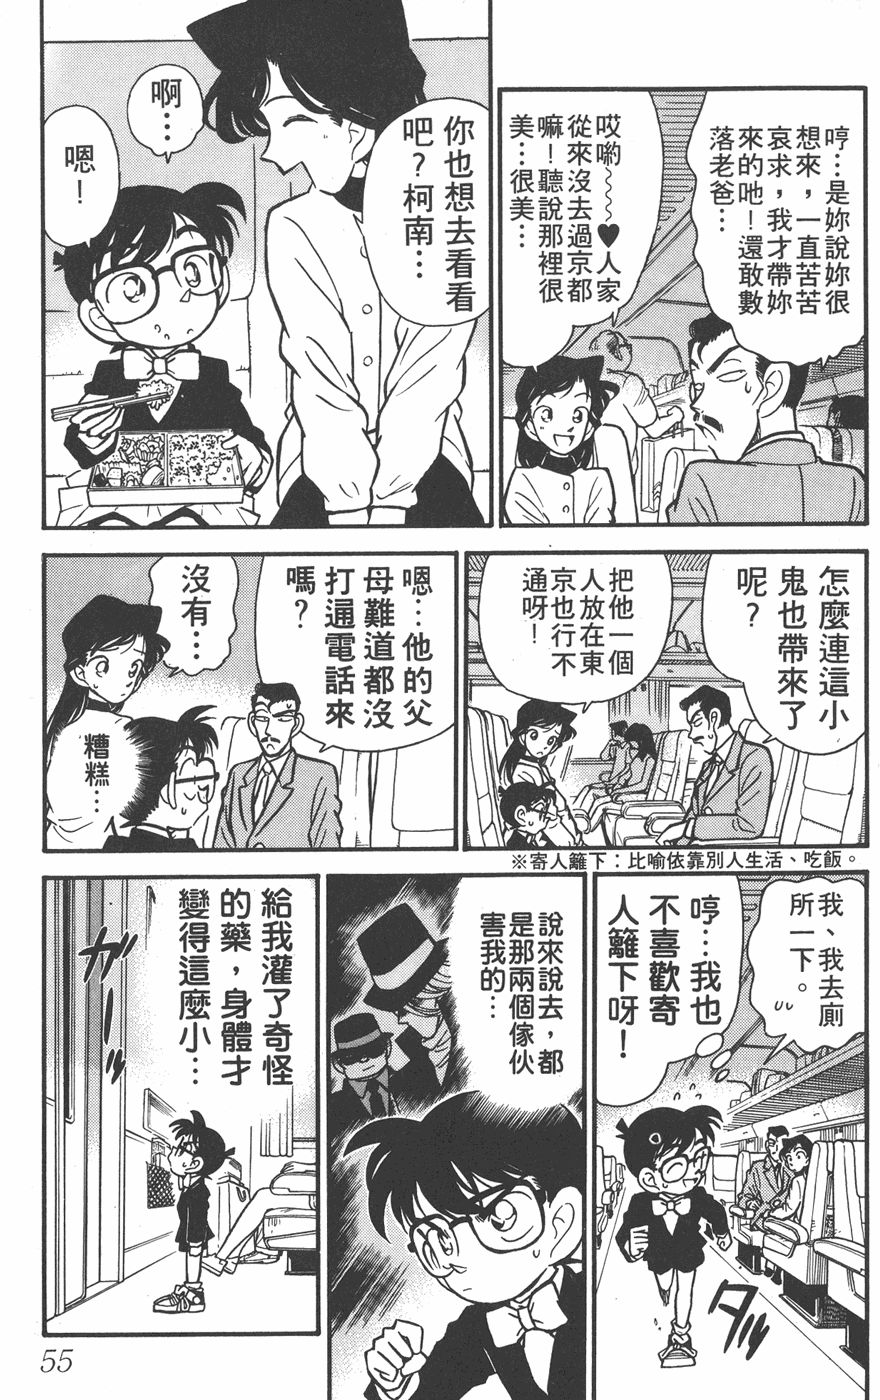 哼…是妳說妳很
想來，一直苦苦
哀求，我才帶妳
來的吔！還敢數
落老爸…
哎喲～～♥人家
從來沒去過京都
嘛！聽說那裡很
美…很美…
你也想去看看
吧？柯南…
啊…
嗯！
怎麼連這小
鬼也帶來了
呢？
把他一個
人放在東
京也行不
通呀！
嗯…他的父
母難道都沒
打通電話來
嗎？
沒有…
糟糕…
※寄人籬下：比喻依靠別人生活、吃飯。
我、我去廁
所一下。
哼…我也
不喜歡寄
人籬下呀！
說來說去，都
是那兩個傢伙
害我的…
給我灌了奇怪
的藥，身體才
變得這麼小…
55